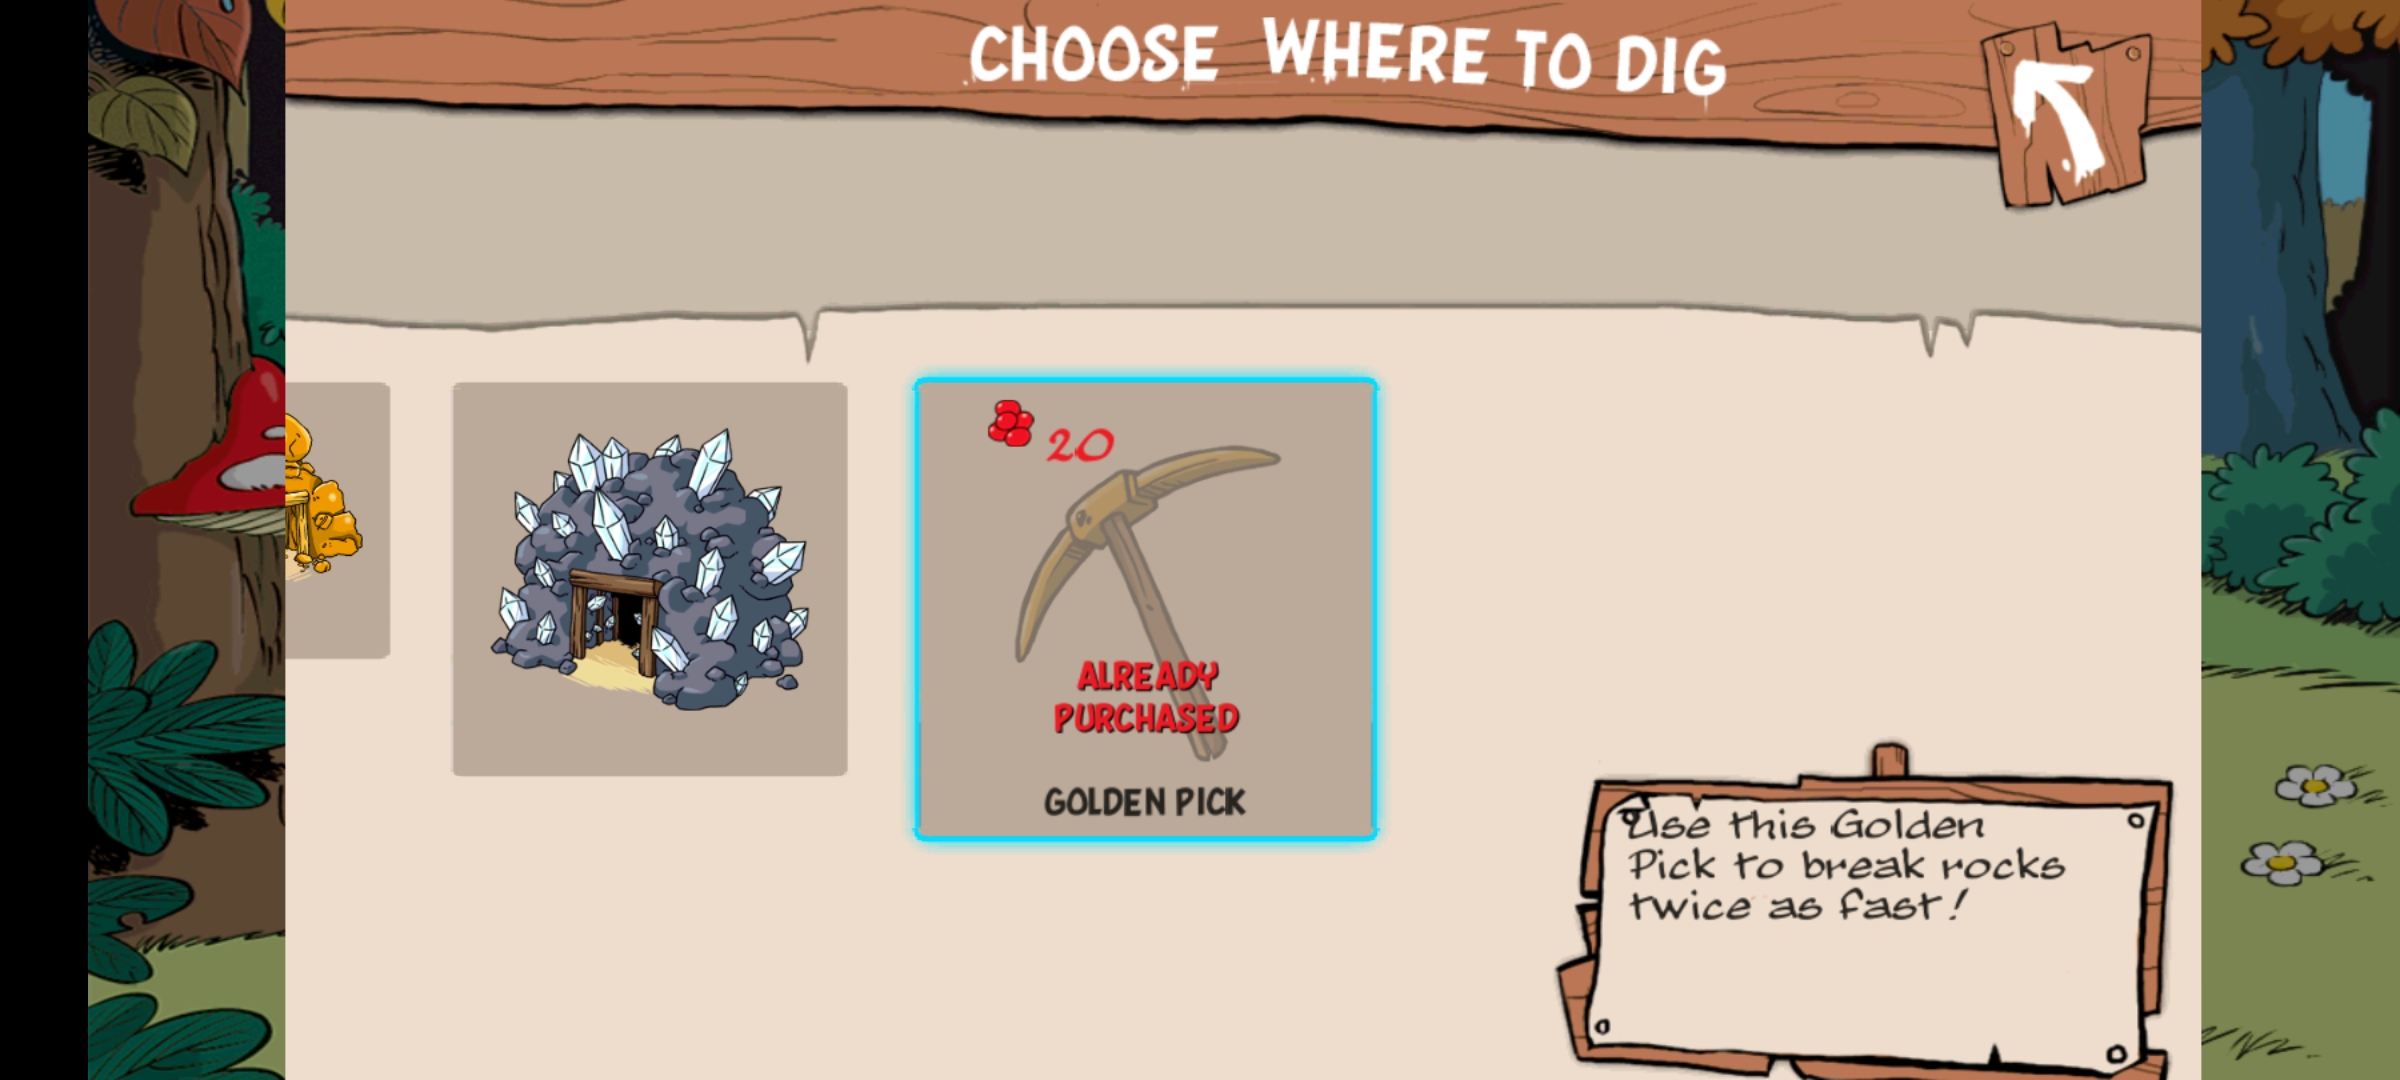 CHOOSE WHERE TO DIG
20
ALREADY
PURCHASED
GOLDEN PICK
Use this Golden
Pick to break rocks
twice as fast!